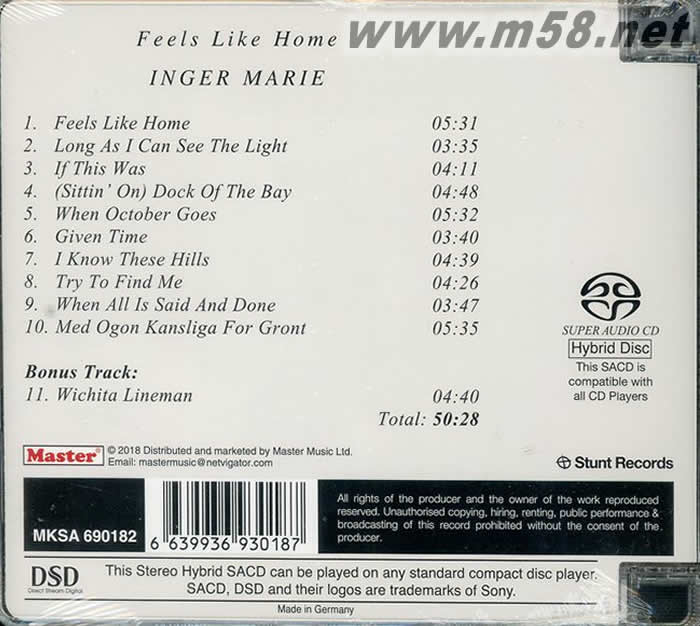 www.m58.net
Feels Like Home
INGER MARIE
1. Feels Like Home 05:31
2. Long As I Can See The Light 03:35
3. If This Was 04:11
4. (Sittin' On) Dock Of The Bay 04:48
5. When October Goes 05:32
6. Given Time 03:40
7. I Know These Hills 04:39
8. Try To Find Me 04:26
9. When All Is Said And Done 03:47
10. Med Ogon Kansliga For Gront 05:35
Bonus Track:
11. Wichita Lineman 04:40
Total: 50:28
SUPER AUDIO CD
Hybrid Disc
This SACD is
compatible with
all CD Players
Master®
© 2018 Distributed and marketed by Master Music Ltd.
Email: mastermusic@netvigator.com
Stunt Records
MKSA 690182
6 639936 930187
All rights of the producer and the owner of the work reproduced
reserved. Unauthorised copying, hiring, renting, public performance &
broadcasting of this record prohibited without the consent of the
producer.
DSD
Direct Stream Digital
This Stereo Hybrid SACD can be played on any standard compact disc player.
SACD, DSD and their logos are trademarks of Sony.
Made in Germany